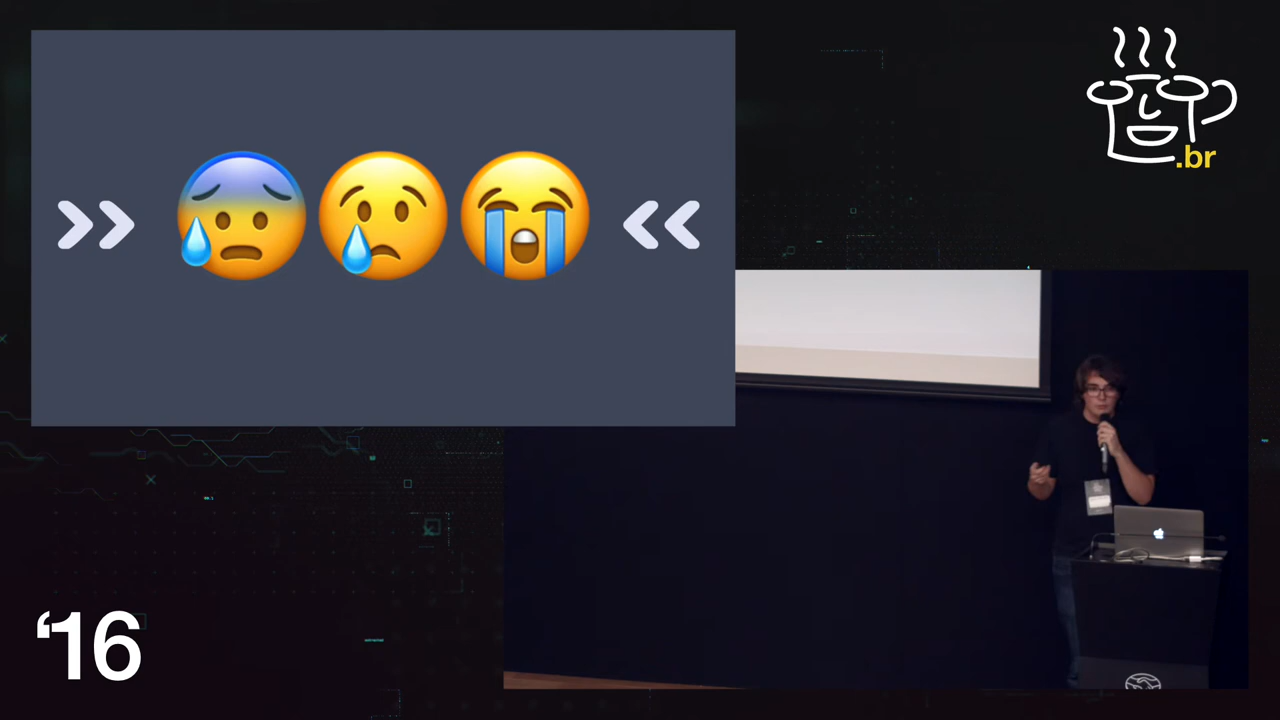 >> 😰 😢 😭 <<
.br
‘16